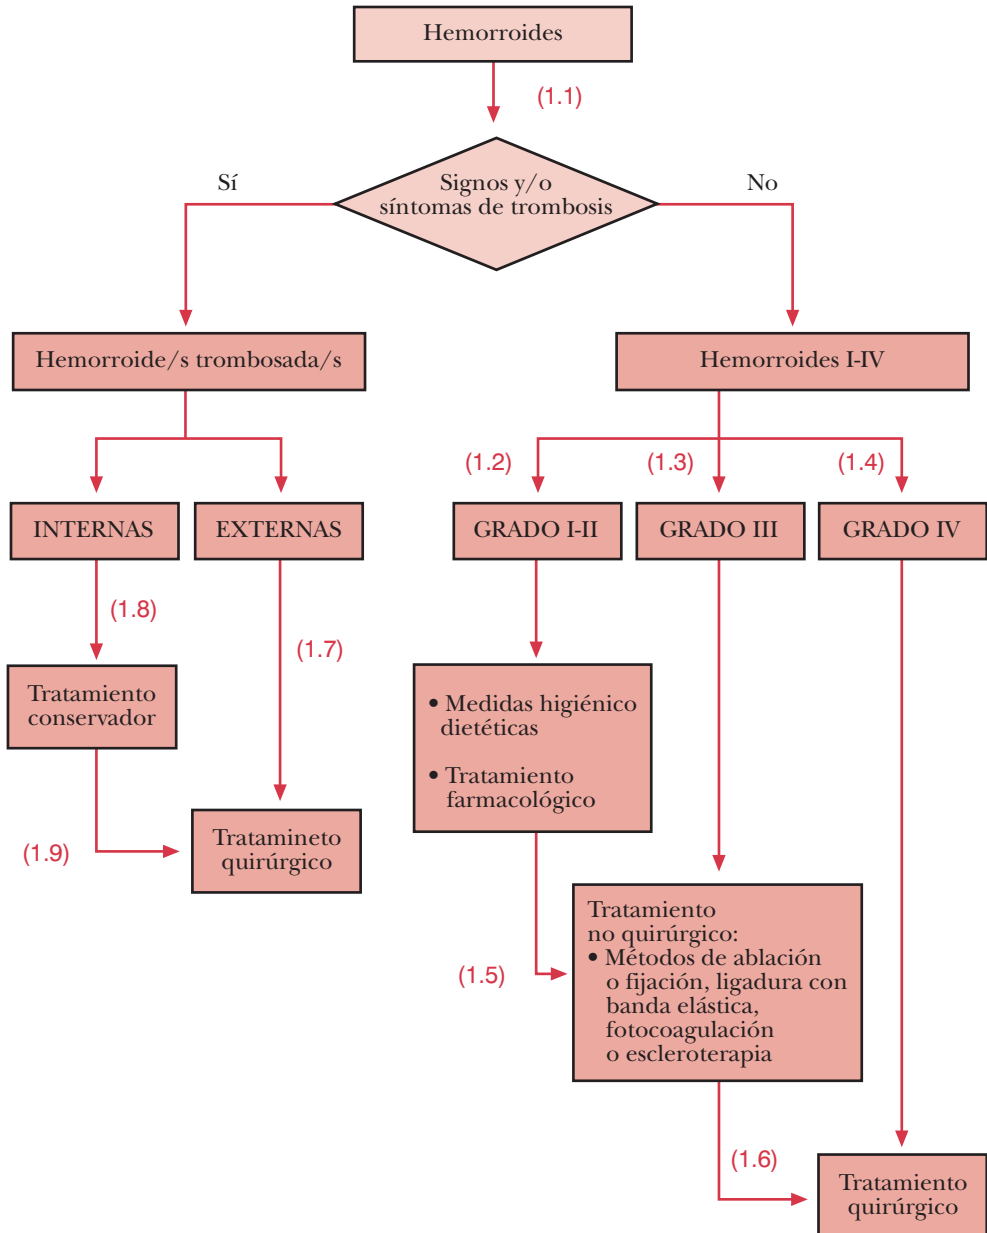 Hemorroides
(1.1)
Sí
Signos y/o
síntomas de trombosis
No
Hemorroide/s trombosada/s
Hemorroides I-IV
(1.2)
(1.3)
(1.4)
INTERNAS
EXTERNAS
GRADO I-II
GRADO III
GRADO IV
(1.8)
(1.7)
Tratamiento
conservador
• Medidas higiénico
dietéticas
• Tratamiento
farmacológico
(1.9)
Tratamineto
quirúrgico
(1.5)
Tratamiento
no quirúrgico:
• Métodos de ablación
o fijación, ligadura con
banda elástica,
fotocoagulación
o escleroterapia
(1.6)
Tratamiento
quirúrgico